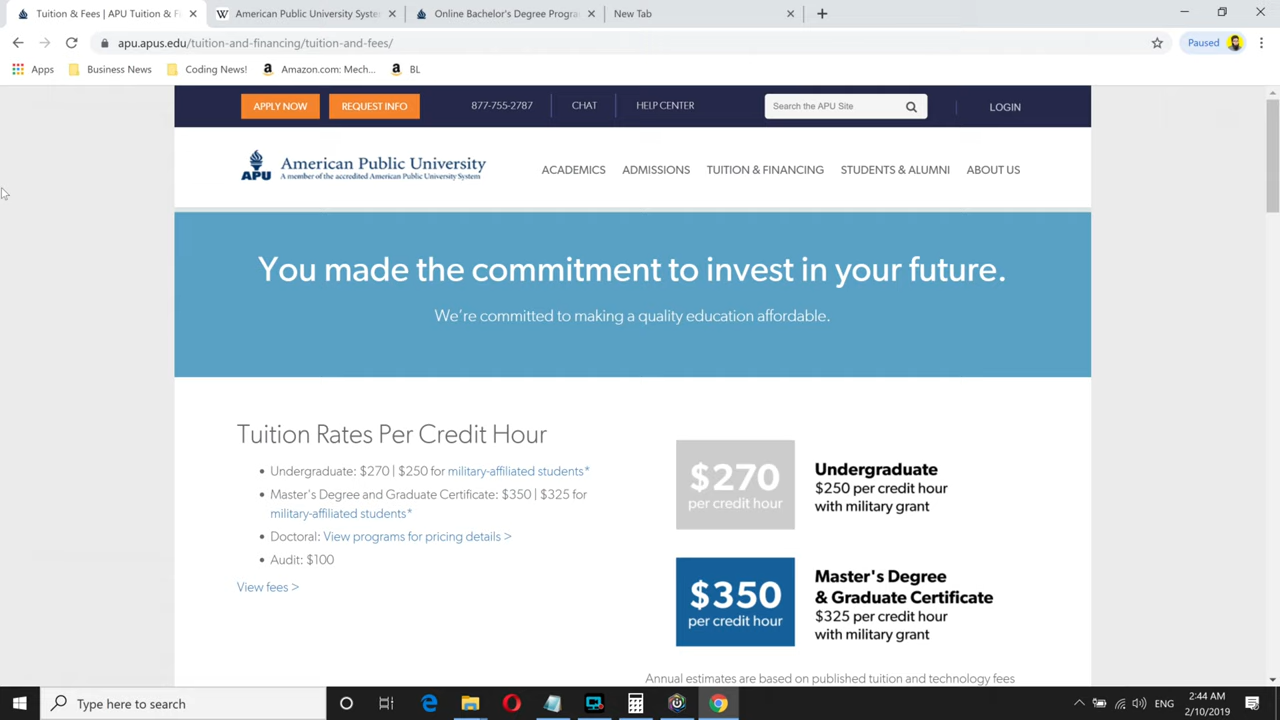 Tuition & Fees | APU Tuition & F
American Public University Syste
Online Bachelor's Degree Progra
New Tab
apu.apus.edu/tuition-and-financing/tuition-and-fees/
Paused
Apps
Business News
Coding News!
Amazon.com: Mech...
BL
APPLY NOW
REQUEST INFO
877-755-2787
CHAT
HELP CENTER
Search the APU Site
LOGIN
APU
American Public University
A member of the accredited American Public University System
ACADEMICS
ADMISSIONS
TUITION & FINANCING
STUDENTS & ALUMNI
ABOUT US
You made the commitment to invest in your future.
We're committed to making a quality education affordable.
Tuition Rates Per Credit Hour
• Undergraduate: $270 | $250 for military-affiliated students*
• Master's Degree and Graduate Certificate: $350 | $325 for
military-affiliated students*
• Doctoral: View programs for pricing details >
• Audit: $100
View fees >
$270
per credit hour
Undergraduate
$250 per credit hour
with military grant
$350
per credit hour
Master's Degree
& Graduate Certificate
$325 per credit hour
with military grant
Annual estimates are based on published tuition and technology fees
Type here to search
ENG
2:44 AM
2/10/2019